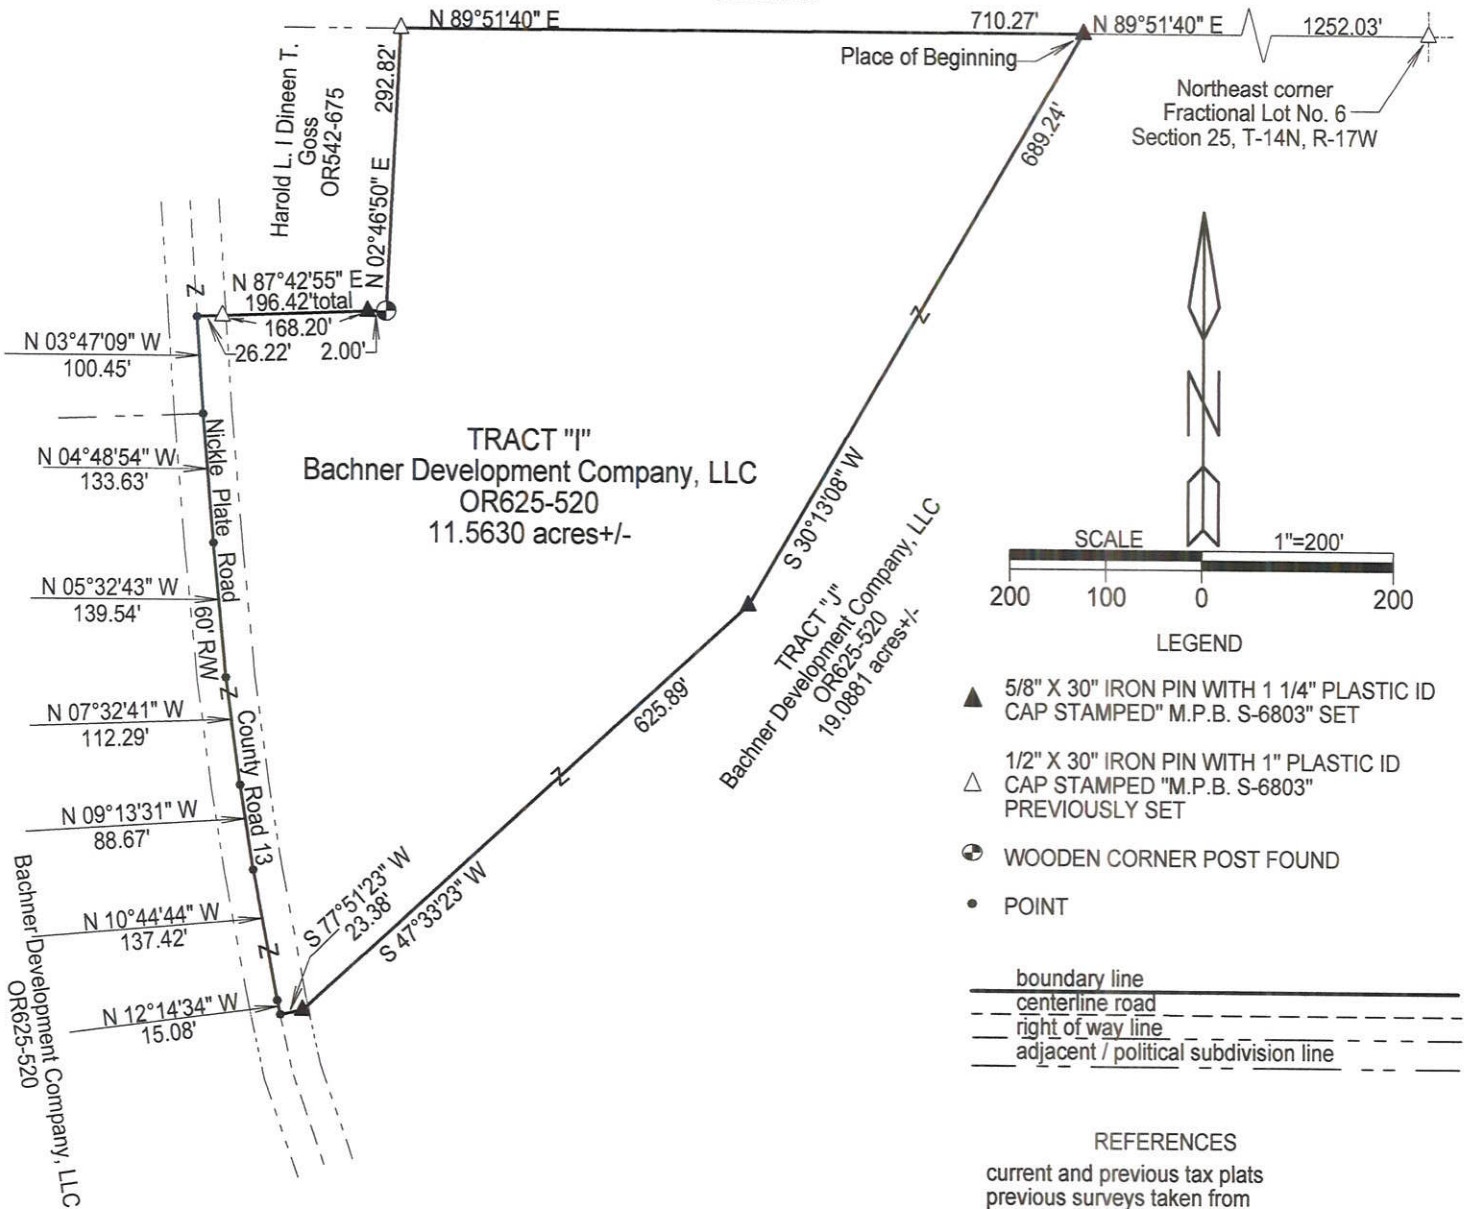 N 89°51'40" E
710.27'
N 89°51'40" E
1252.03'
Place of Beginning
Northeast corner
Fractional Lot No. 6
Section 25, T-14N, R-17W
Harold L. I Dineen T.
Goss
OR542-675
292.82'
N 02°46'50" E
689.24'
N 87°42'55" E
196.42'total
168.20'
26.22'
2.00'
N 03°47'09" W
100.45'
N 04°48'54" W
133.63'
N 05°32'43" W
139.54'
N 07°32'41" W
112.29'
N 09°13'31" W
88.67'
N 10°44'44" W
137.42'
N 12°14'34" W
15.08'
Nickle Plate Road
60' R/W
County Road 13
TRACT "I"
Bachner Development Company, LLC
OR625-520
11.5630 acres+/-
S 30°13'08" W
TRACT "J"
Bachner Development Company, LLC
OR625-520
19.0881 acres+/-
625.89'
S 47°33'23" W
S 77°51'23" W
23.38'
Bachner Development Company, LLC
OR625-520
N
SCALE
1"=200'
200 100 0 200
LEGEND
5/8" X 30" IRON PIN WITH 1 1/4" PLASTIC ID
CAP STAMPED" M.P.B. S-6803" SET
1/2" X 30" IRON PIN WITH 1" PLASTIC ID
CAP STAMPED "M.P.B. S-6803"
PREVIOUSLY SET
WOODEN CORNER POST FOUND
POINT
boundary line
centerline road
right of way line
adjacent / political subdivision line
REFERENCES
current and previous tax plats
previous surveys taken from